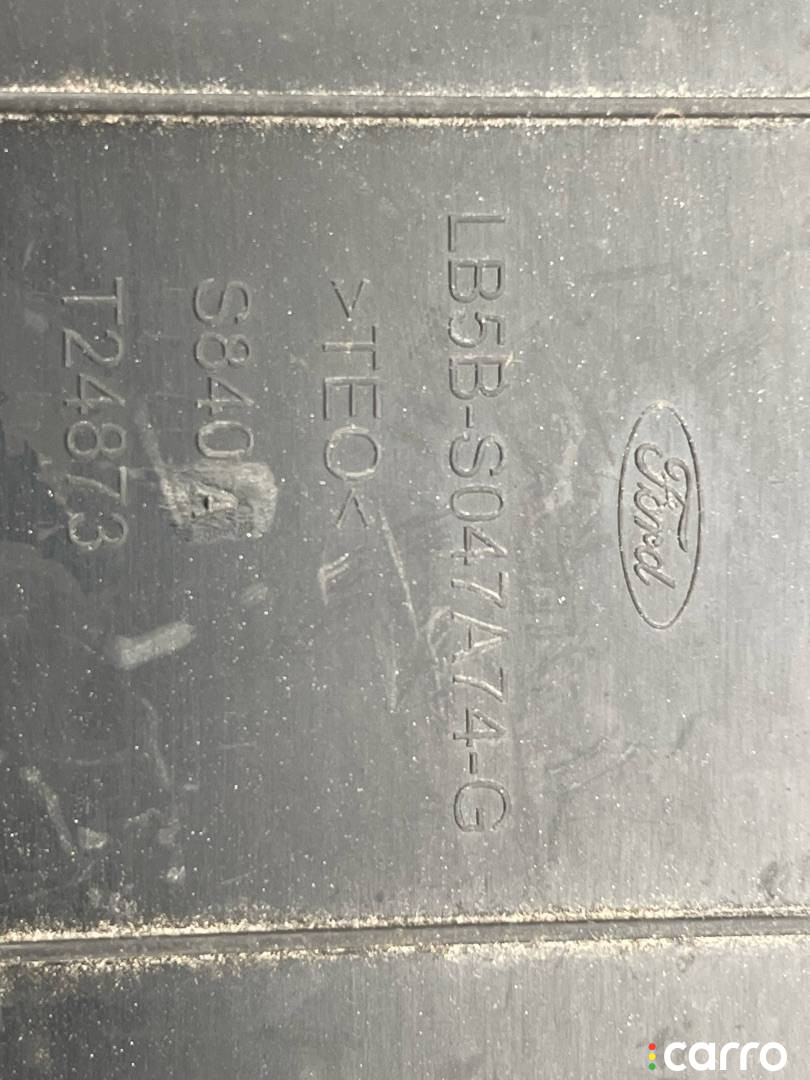 Ford
LB5B-S047A74-G
>TEO<
S840 A
T24873
carro